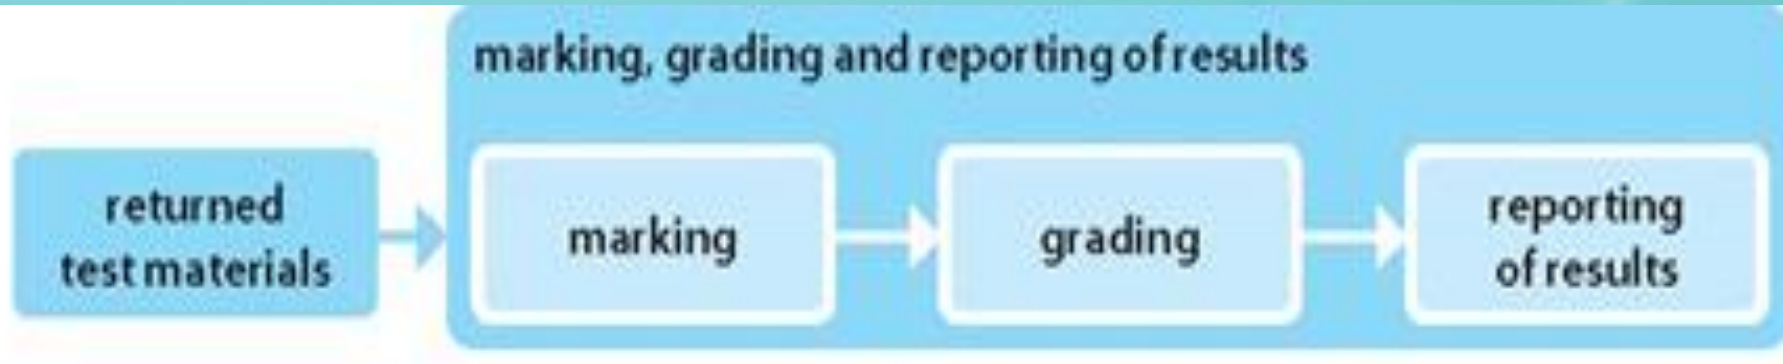 marking, grading and reporting of results
returned
test materials
marking
grading
reporting
of results